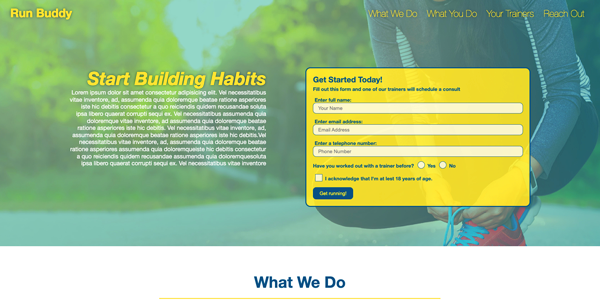 Run Buddy
What We Do What You Do Your Trainers Reach Out
Start Building Habits
Lorem ipsum dolor sit amet consectetur adipisicing elit. Vel necessitatibus
vitae inventore, ad, assumenda quia doloremque beatae ratione asperiores
iste hic debitis consectetur a quo reiciendis quidem recusandae assumenda quia doloremque
ipsa libero quaerat corrupti sequi ex. Vel necessitatibus vitae inventore, ad,
assumenda quia doloremque beatae
ratione asperiores iste hic debitis. Vel necessitatibus vitae inventore, ad,
assumenda quia doloremque beatae ratione asperiores iste hic debitis.Vel
necessitatibus vitae inventore, ad, assumenda quia doloremque beatae
ratione asperiores assumenda quia doloremqueiste hic debitis consectetur
a quo reiciendis quidem recusandae assumenda quia doloremquesoluta
ipsa libero quaerat corrupti sequi ex. Vel necessitatibus vitae inventore
Get Started Today!
Fill out this form and one of our trainers will schedule a consult
Enter full name:
Your Name
Enter email address:
Email Address
Enter a telephone number:
Phone Number
Have you worked out with a trainer before? Yes No
I acknowledge that I'm at lest 18 years of age.
Get running!
What We Do